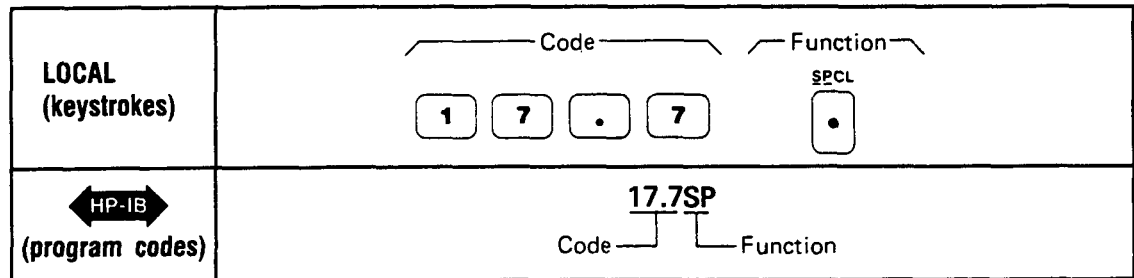 LOCAL
(keystrokes)
Code
Function
SPCL
1 7 . 7
HP-IB
(program codes)
17.7SP
Code
Function